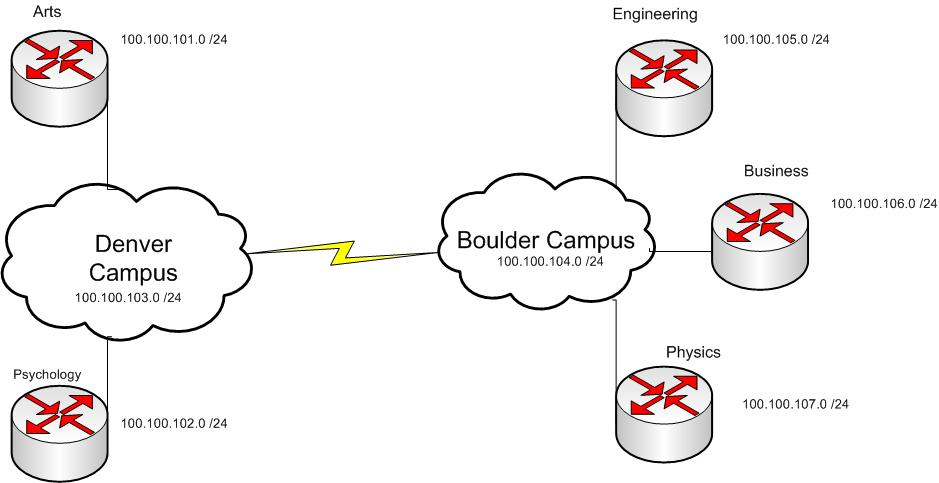 Arts
100.100.101.0 /24
Engineering
100.100.105.0 /24
Business
100.100.106.0 /24
Denver
Campus
100.100.103.0 /24
Boulder Campus
100.100.104.0 /24
Psychology
100.100.102.0 /24
Physics
100.100.107.0 /24